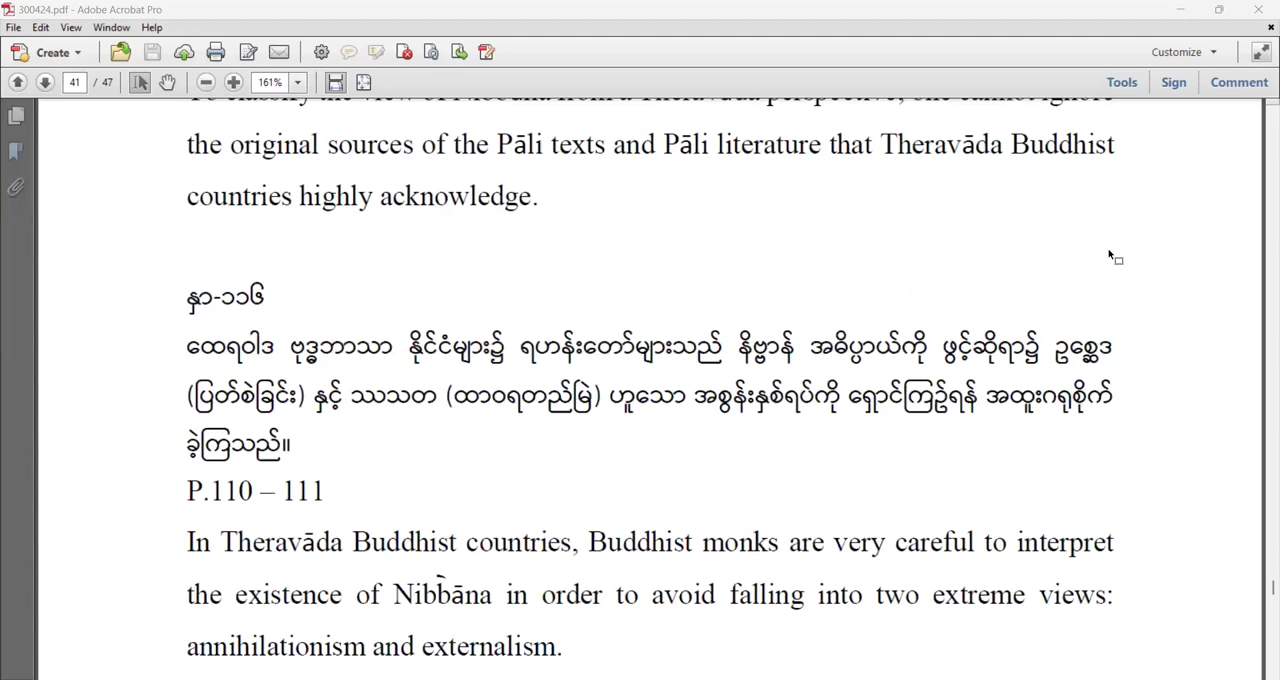 300424.pdf - Adobe Acrobat Pro
File Edit View Window Help
Create Customize
41 / 47 161% Tools Sign Comment
the original sources of the Pāli texts and Pāli literature that Theravāda Buddhist
countries highly acknowledge.
နှာ-၁၁၆
ထေရဝါဒ ဗုဒ္ဓဘာသာ နိုင်ငံများ၌ ရဟန်းတော်များသည် နိဗ္ဗာန် အဓိပ္ပာယ်ကို ဖွင့်ဆိုရာ၌ ဥစ္ဆေဒ
(ပြတ်စဲခြင်း) နှင့် ဿသတ (ထာဝရတည်မြဲ) ဟူသော အစွန်းနှစ်ရပ်ကို ရှောင်ကြဉ်ရန် အထူးဂရုစိုက်
ခဲ့ကြသည်။
P.110 – 111
In Theravāda Buddhist countries, Buddhist monks are very careful to interpret
the existence of Nibbāna in order to avoid falling into two extreme views:
annihilationism and externalism.